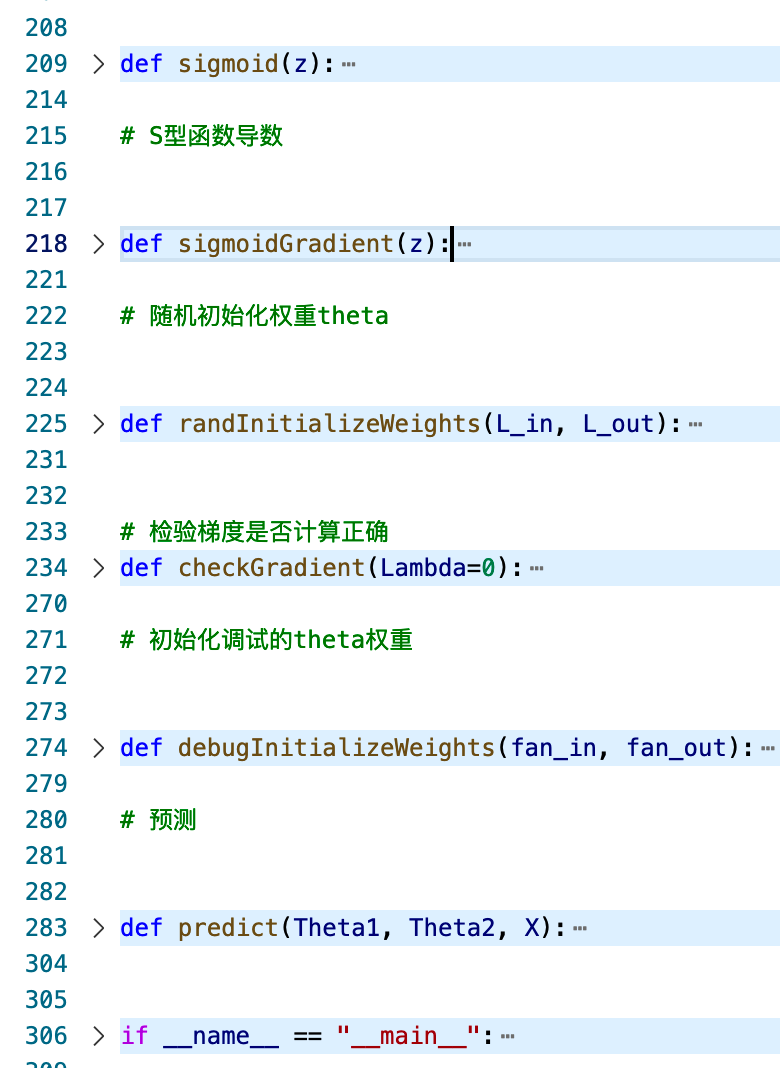 208
209 > def sigmoid(z):⋯
214
215 # S型函数导数
216
217
218 > def sigmoidGradient(z):⋯
221
222 # 随机初始化权重theta
223
224
225 > def randInitializeWeights(L_in, L_out):⋯
231
232
233 # 检验梯度是否计算正确
234 > def checkGradient(Lambda=0):⋯
270
271 # 初始化调试的theta权重
272
273
274 > def debugInitializeWeights(fan_in, fan_out):⋯
279
280 # 预测
281
282
283 > def predict(Theta1, Theta2, X):⋯
304
305
306 > if __name__ == "__main__":⋯